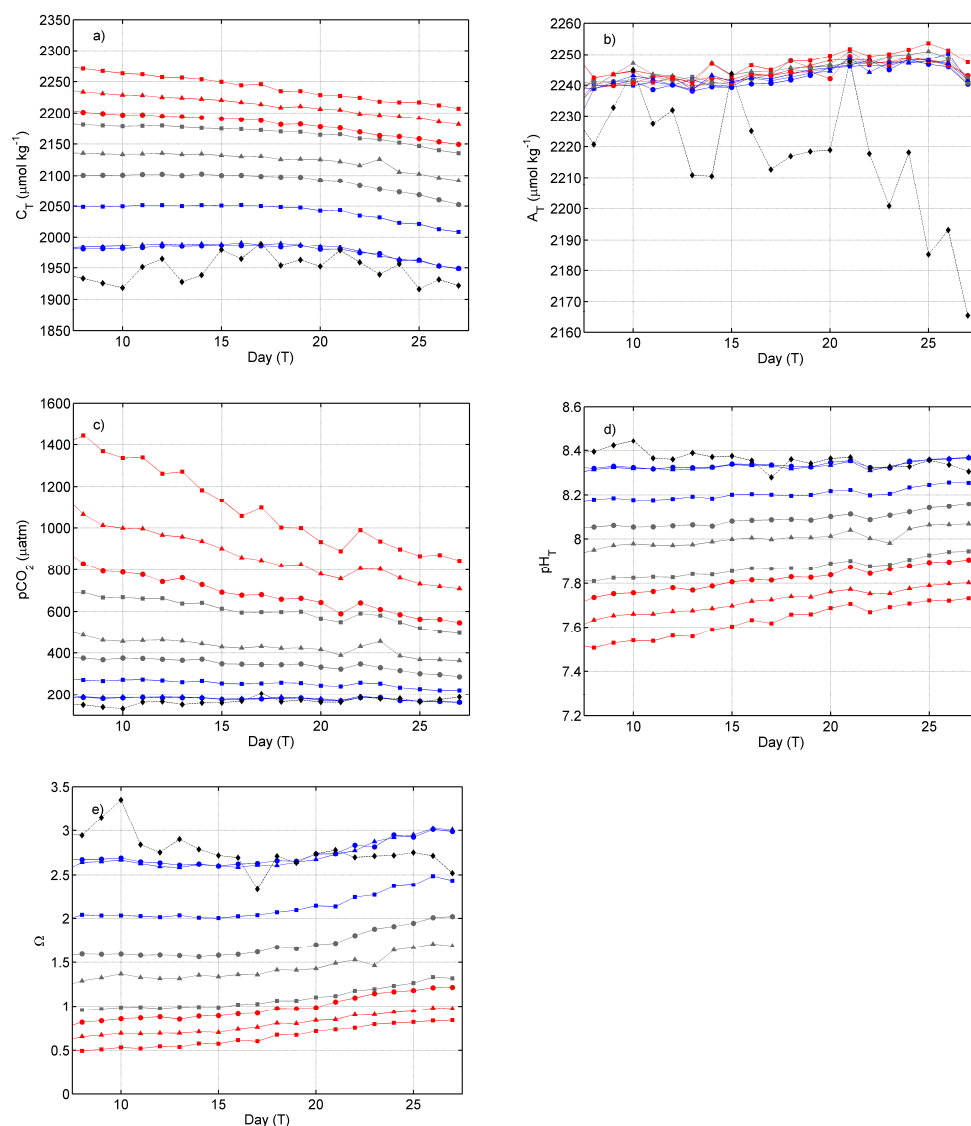 a)
2350
2300
2250
2200
2150
2100
2050
2000
1950
1900
1850
C_T (μmol kg⁻¹)
10 15 20 25
Day (T)
b)
2260
2250
2240
2230
2220
2210
2200
2190
2180
2170
2160
A_T (μmol kg⁻¹)
10 15 20 25
Day (T)
c)
1600
1400
1200
1000
800
600
400
200
pCO₂ (μatm)
10 15 20 25
Day (T)
d)
8.6
8.4
8.2
8
7.8
7.6
7.4
7.2
pH_T
10 15 20 25
Day (T)
e)
3.5
3
2.5
2
1.5
1
0.5
0
Ω
10 15 20 25
Day (T)